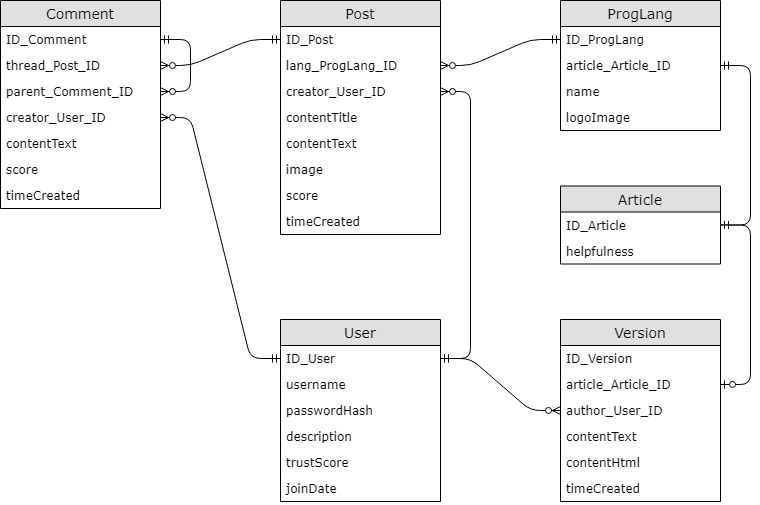 Comment
ID_Comment
thread_Post_ID
parent_Comment_ID
creator_User_ID
contentText
score
timeCreated
Post
ID_Post
lang_ProgLang_ID
creator_User_ID
contentTitle
contentText
image
score
timeCreated
ProgLang
ID_ProgLang
article_Article_ID
name
logoImage
Article
ID_Article
helpfulness
User
ID_User
username
passwordHash
description
trustScore
joinDate
Version
ID_Version
article_Article_ID
author_User_ID
contentText
contentHtml
timeCreated